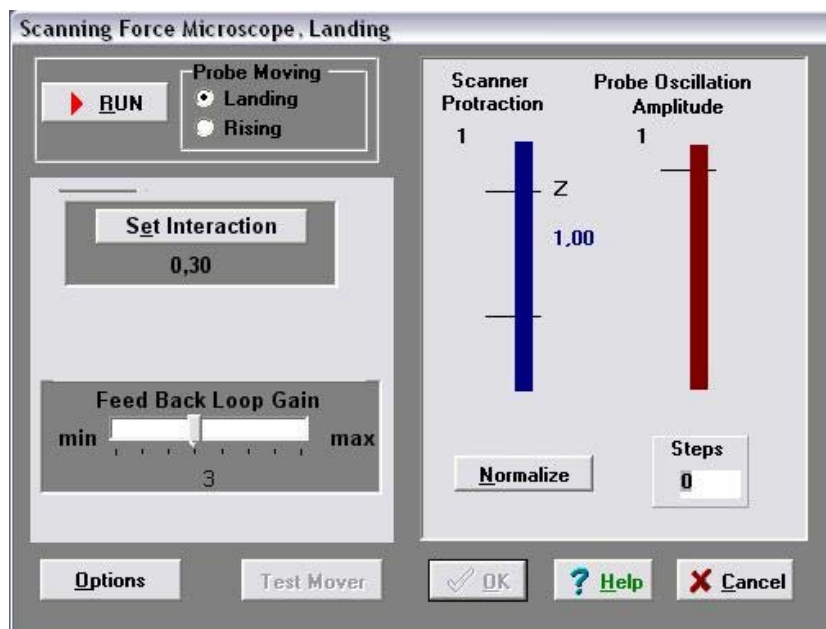 Scanning Force Microscope, Landing
RUN
Probe Moving
Landing
Rising
Set Interaction
0,30
Feed Back Loop Gain
min
max
3
Scanner
Protraction
1
Z
1,00
Probe Oscillation
Amplitude
1
Normalize
Steps
0
Options
Test Mover
OK
Help
Cancel